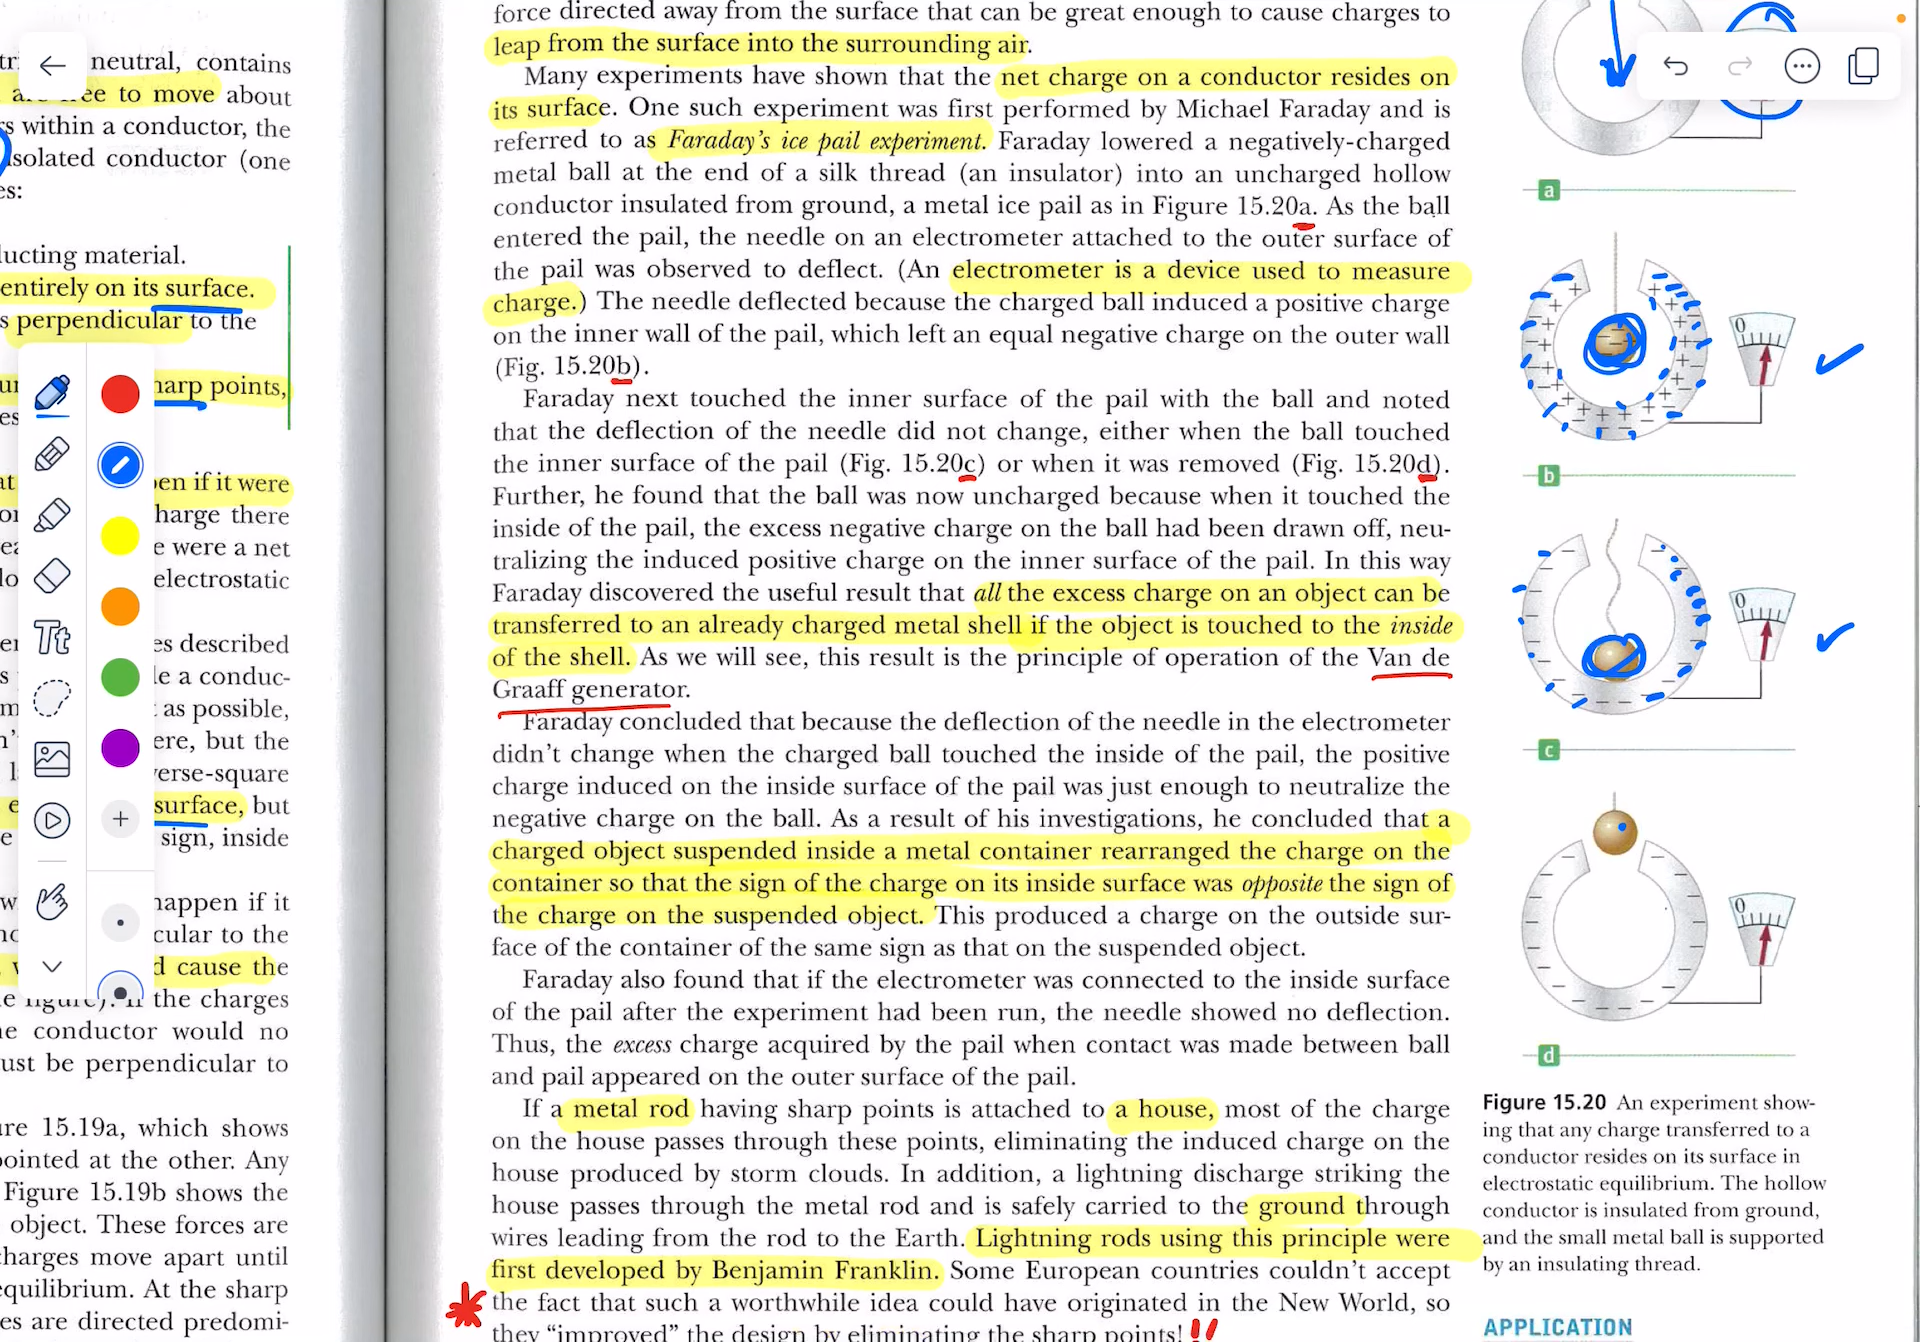 tri neutral, contains
ee to move about
s within a conductor, the
isolated conductor (one
es:
ducting material.
entirely on its surface.
s perpendicular to the
harp points,
es
at en if it were
harge there
e were a net
electrostatic
es described
le a conduc-
as possible,
ere, but the
verse-square
surface, but
e sign, inside
w happen if it
cular to the
d cause the
the charges
ne conductor would no
ust be perpendicular to
ure 15.19a, which shows
pointed at the other. Any
Figure 15.19b shows the
object. These forces are
charges move apart until
equilibrium. At the sharp
es are directed predomi-
Tt
force directed away from the surface that can be great enough to cause charges to
leap from the surface into the surrounding air.
Many experiments have shown that the net charge on a conductor resides on
its surface. One such experiment was first performed by Michael Faraday and is
referred to as Faraday's ice pail experiment. Faraday lowered a negatively-charged
metal ball at the end of a silk thread (an insulator) into an uncharged hollow
conductor insulated from ground, a metal ice pail as in Figure 15.20a. As the ball
entered the pail, the needle on an electrometer attached to the outer surface of
the pail was observed to deflect. (An electrometer is a device used to measure
charge.) The needle deflected because the charged ball induced a positive charge
on the inner wall of the pail, which left an equal negative charge on the outer wall
(Fig. 15.20b).
Faraday next touched the inner surface of the pail with the ball and noted
that the deflection of the needle did not change, either when the ball touched
the inner surface of the pail (Fig. 15.20c) or when it was removed (Fig. 15.20d).
Further, he found that the ball was now uncharged because when it touched the
inside of the pail, the excess negative charge on the ball had been drawn off, neu-
tralizing the induced positive charge on the inner surface of the pail. In this way
Faraday discovered the useful result that all the excess charge on an object can be
transferred to an already charged metal shell if the object is touched to the inside
of the shell. As we will see, this result is the principle of operation of the Van de
Graaff generator.
Faraday concluded that because the deflection of the needle in the electrometer
didn't change when the charged ball touched the inside of the pail, the positive
charge induced on the inside surface of the pail was just enough to neutralize the
negative charge on the ball. As a result of his investigations, he concluded that a
charged object suspended inside a metal container rearranged the charge on the
container so that the sign of the charge on its inside surface was opposite the sign of
the charge on the suspended object. This produced a charge on the outside sur-
face of the container of the same sign as that on the suspended object.
Faraday also found that if the electrometer was connected to the inside surface
of the pail after the experiment had been run, the needle showed no deflection.
Thus, the excess charge acquired by the pail when contact was made between ball
and pail appeared on the outer surface of the pail.
If a metal rod having sharp points is attached to a house, most of the charge
on the house passes through these points, eliminating the induced charge on the
house produced by storm clouds. In addition, a lightning discharge striking the
house passes through the metal rod and is safely carried to the ground through
wires leading from the rod to the Earth. Lightning rods using this principle were
first developed by Benjamin Franklin. Some European countries couldn't accept
the fact that such a worthwhile idea could have originated in the New World, so
they "improved" the design by eliminating the sharp points! !!
a
0
b
0
c
0
d
Figure 15.20 An experiment show-
ing that any charge transferred to a
conductor resides on its surface in
electrostatic equilibrium. The hollow
conductor is insulated from ground,
and the small metal ball is supported
by an insulating thread.
APPLICATION